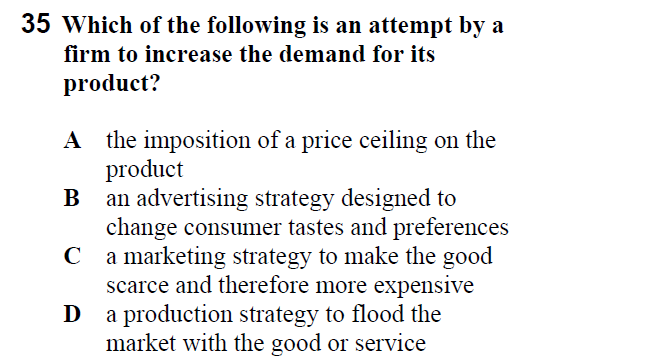 35 Which of the following is an attempt by a
firm to increase the demand for its
product?
A the imposition of a price ceiling on the
product
B an advertising strategy designed to
change consumer tastes and preferences
C a marketing strategy to make the good
scarce and therefore more expensive
D a production strategy to flood the
market with the good or service